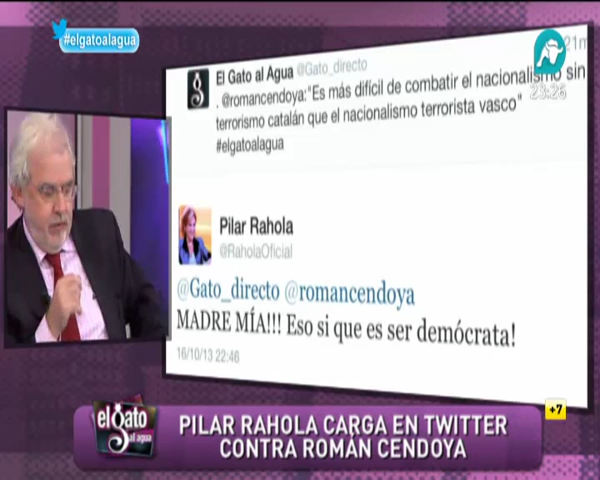 #elgatoalagua
El Gato al Agua @Gato_directo
21m
. @romancendoya:"Es más difícil de combatir el nacionalismo sin
23:26
terrorismo catalán que el nacionalismo terrorista vasco"
#elgatoalagua
Pilar Rahola
@RaholaOficial
@Gato_directo @romancendoya
MADRE MÍA!!! Eso si que es ser demócrata!
16/10/13 22:46
+7
el gato
al agua
PILAR RAHOLA CARGA EN TWITTER
CONTRA ROMÁN CENDOYA